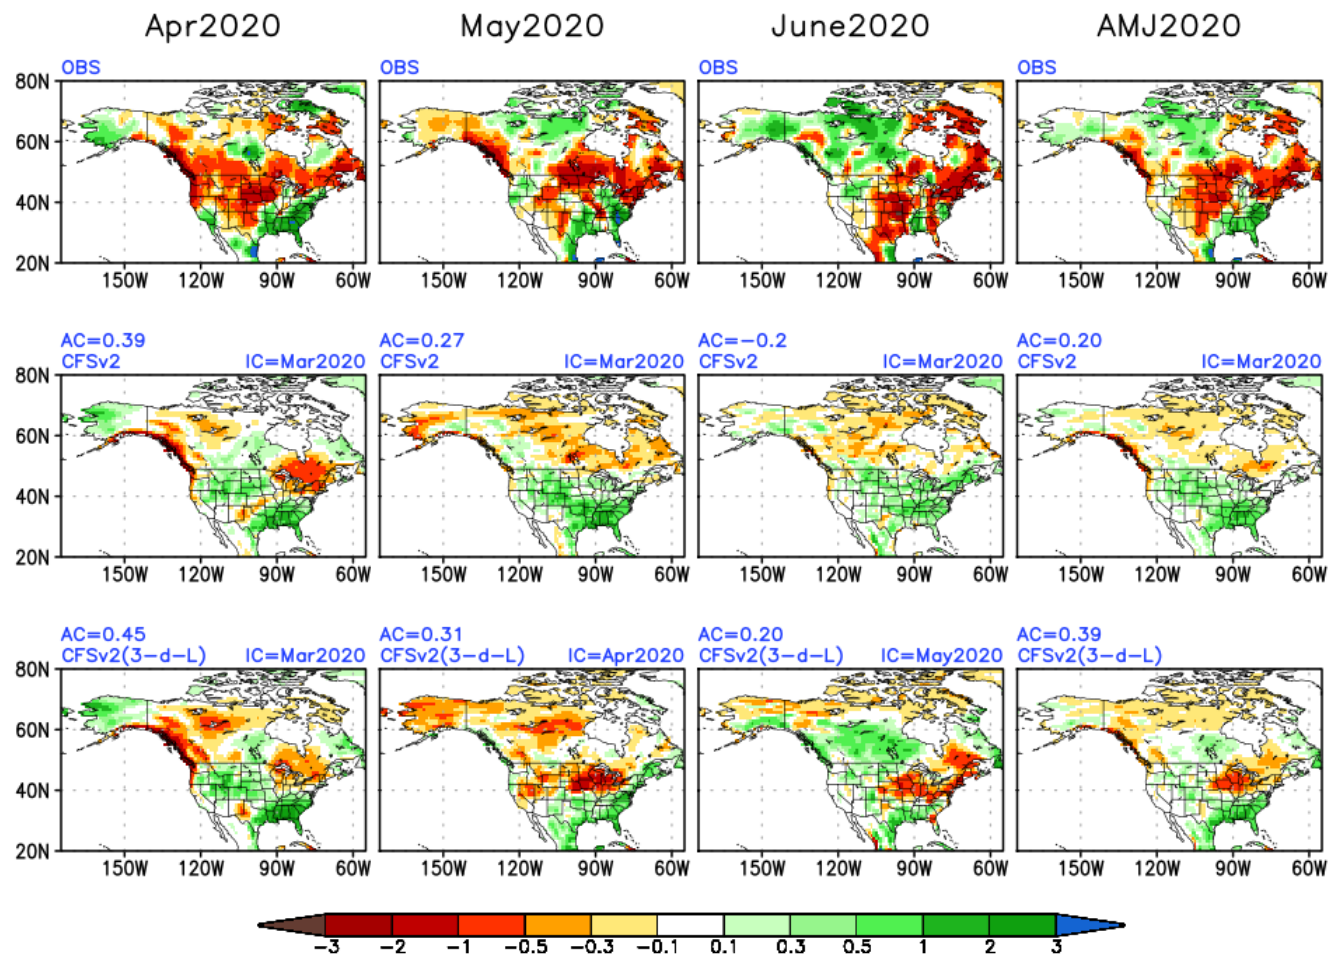 Apr2020 May2020 June2020 AMJ2020
OBS OBS OBS OBS
80N
60N
40N
20N
150W 120W 90W 60W 150W 120W 90W 60W 150W 120W 90W 60W 150W 120W 90W 60W
AC=0.39 AC=0.27 AC=-0.2 AC=0.20
CFSv2 IC=Mar2020 CFSv2 IC=Mar2020 CFSv2 IC=Mar2020 CFSv2 IC=Mar2020
80N
60N
40N
20N
150W 120W 90W 60W 150W 120W 90W 60W 150W 120W 90W 60W 150W 120W 90W 60W
AC=0.45 AC=0.31 AC=0.20 AC=0.39
CFSv2(3-d-L) IC=Mar2020 CFSv2(3-d-L) IC=Apr2020 CFSv2(3-d-L) IC=May2020 CFSv2(3-d-L)
80N
60N
40N
20N
150W 120W 90W 60W 150W 120W 90W 60W 150W 120W 90W 60W 150W 120W 90W 60W
-3 -2 -1 -0.5 -0.3 -0.1 0.1 0.3 0.5 1 2 3